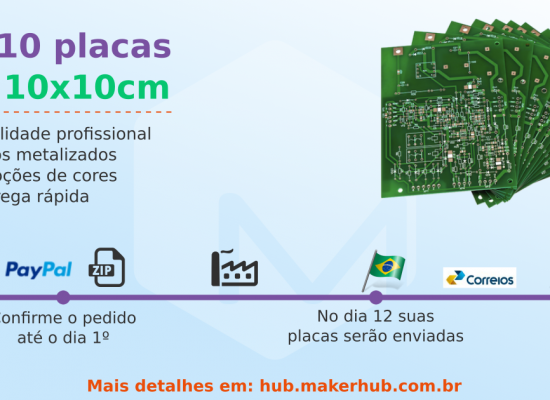 10 placas
10x10cm
lidade profissional
os metalizados
ções de cores
ega rápida
PayPal
ZIP
Correios
Confirme o pedido
até o dia 1º
No dia 12 suas
placas serão enviadas
Mais detalhes em: hub.makerhub.com.br